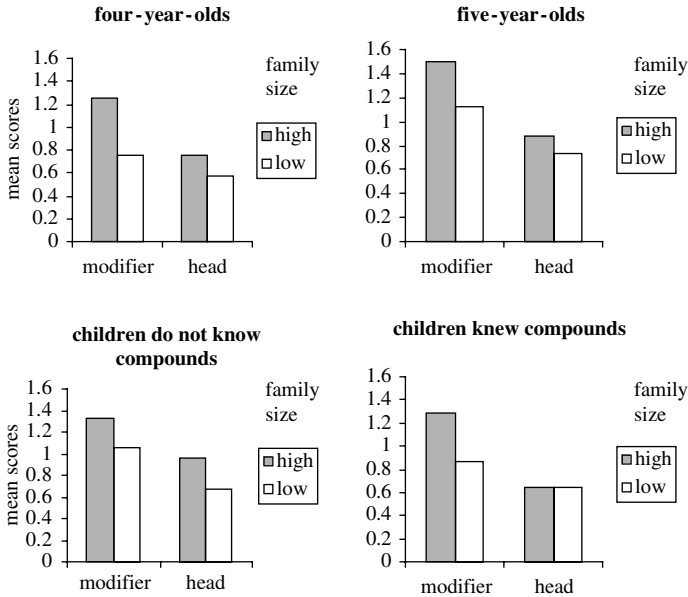 four-year-olds
mean scores
1.6
1.4
1.2
1
0.8
0.6
0.4
0.2
0
modifier head
family
size
high
low
five-year-olds
1.6
1.4
1.2
1
0.8
0.6
0.4
0.2
0
modifier head
family
size
high
low
children do not know
compounds
mean scores
1.6
1.4
1.2
1
0.8
0.6
0.4
0.2
0
modifier head
family
size
high
low
children knew compounds
1.6
1.4
1.2
1
0.8
0.6
0.4
0.2
0
modifier head
family
size
high
low